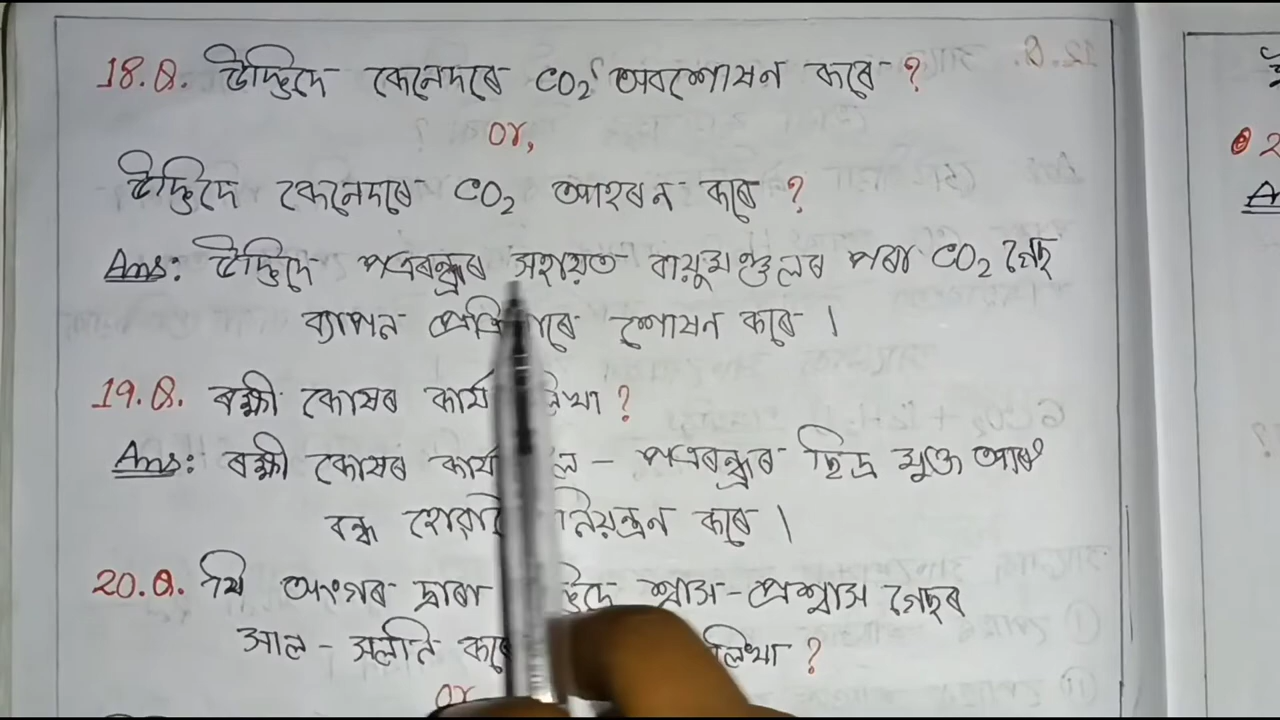 18.Q. উদ্ভিদে কেনেদৰে CO₂ অৱশোষন কৰে ?
or,
উদ্ভিদে কেনেদৰে CO₂ আহৰন কৰে ?
Ans: উদ্ভিদে পত্ৰৰন্ধ্ৰৰ সহায়ত বায়ুমণ্ডলৰ পৰা CO₂ গেছ
ব্যাপন শোষন কৰে ।
19.Q. ৰক্ষী কোষৰ কাৰ্য লিখা ?
Ans: ৰক্ষী কোষৰ কাৰ্য হ'ল – পত্ৰৰন্ধ্ৰৰ ছিদ্ৰ মুক্ত আৰু
বন্ধ নিয়ন্ত্ৰন কৰে ।
20.Q. যি অংগৰ দ্বাৰা উদ্ভিদে শ্বাস-প্ৰশ্বাস গেছৰ
সাল - সলনি কৰে লিখা ?
or